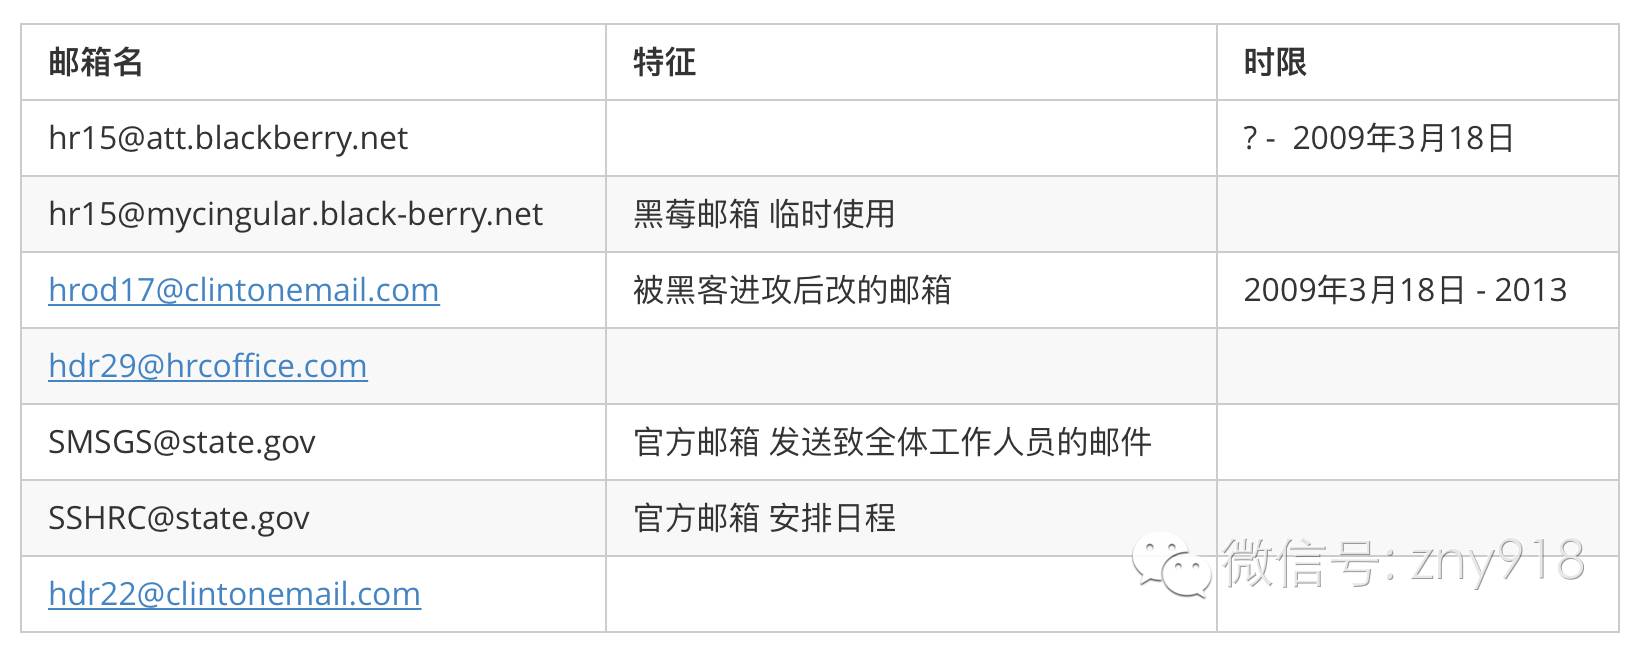 邮箱名 特征 时限
hr15@att.blackberry.net ? - 2009年3月18日
hr15@mycingular.black-berry.net 黑莓邮箱 临时使用
hrod17@clintonemail.com 被黑客进攻后改的邮箱 2009年3月18日 - 2013
hdr29@hrcoffice.com
SMSGS@state.gov 官方邮箱 发送致全体工作人员的邮件
SSHRC@state.gov 官方邮箱 安排日程
微信号: zny918
hdr22@clintonemail.com